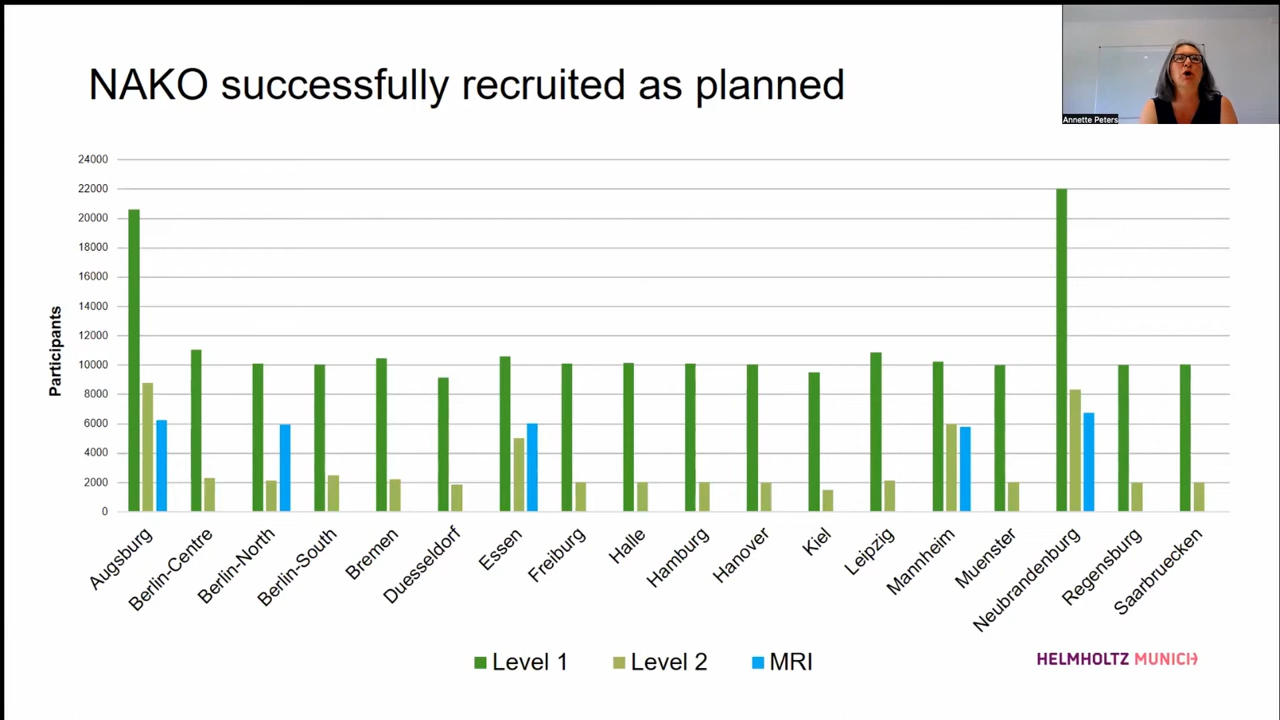 NAKO successfully recruited as planned
Annette Peters
Participants
24000
22000
20000
18000
16000
14000
12000
10000
8000
6000
4000
2000
0
Augsburg
Berlin-Centre
Berlin-North
Berlin-South
Bremen
Duesseldorf
Essen
Freiburg
Halle
Hamburg
Hanover
Kiel
Leipzig
Mannheim
Muenster
Neubrandenburg
Regensburg
Saarbruecken
Level 1 Level 2 MRI
HELMHOLTZ MUNICH